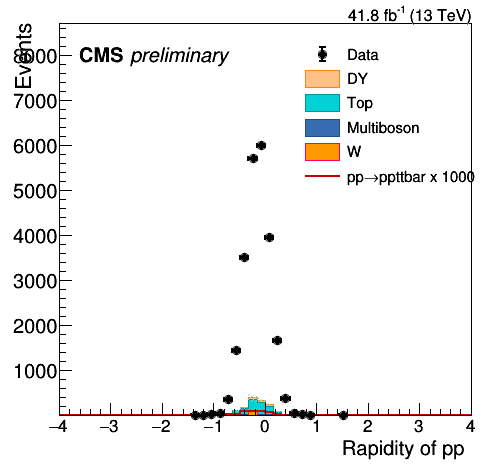 41.8 fb⁻¹ (13 TeV)
Events
CMS preliminary
Data
DY
Top
Multiboson
W
pp→ppttbar x 1000
8000
7000
6000
5000
4000
3000
2000
1000
−4 −3 −2 −1 0 1 2 3 4
Rapidity of pp